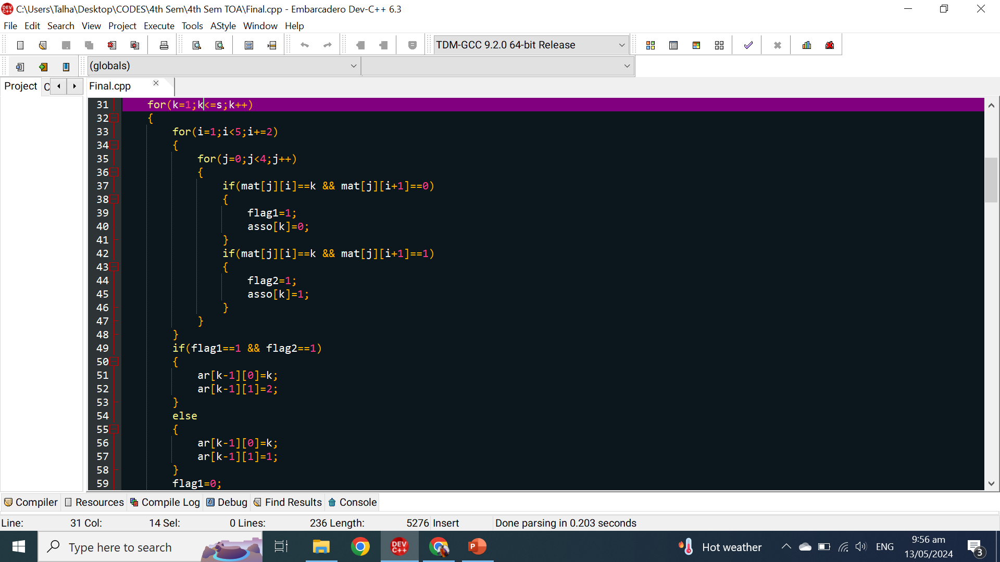 C:\Users\Talha\Desktop\CODES\4th Sem\4th Sem TOA\Final.cpp - Embarcadero Dev-C++ 6.3
File Edit Search View Project Execute Tools AStyle Window Help
TDM-GCC 9.2.0 64-bit Release
(globals)
Project C Final.cpp
31 for(k=1;k<=s;k++)
32 {
33 for(i=1;i<5;i+=2)
34 {
35 for(j=0;j<4;j++)
36 {
37 if(mat[j][i]==k && mat[j][i+1]==0)
38 {
39 flag1=1;
40 asso[k]=0;
41 }
42 if(mat[j][i]==k && mat[j][i+1]==1)
43 {
44 flag2=1;
45 asso[k]=1;
46 }
47 }
48 }
49 if(flag1==1 && flag2==1)
50 {
51 ar[k-1][0]=k;
52 ar[k-1][1]=2;
53 }
54 else
55 {
56 ar[k-1][0]=k;
57 ar[k-1][1]=1;
58 }
59 flag1=0;
Compiler Resources Compile Log Debug Find Results Console
Line: 31 Col: 14 Sel: 0 Lines: 236 Length: 5276 Insert Done parsing in 0.203 seconds
Type here to search
DEV C++
P
Hot weather
ENG
9:56 am
13/05/2024
3